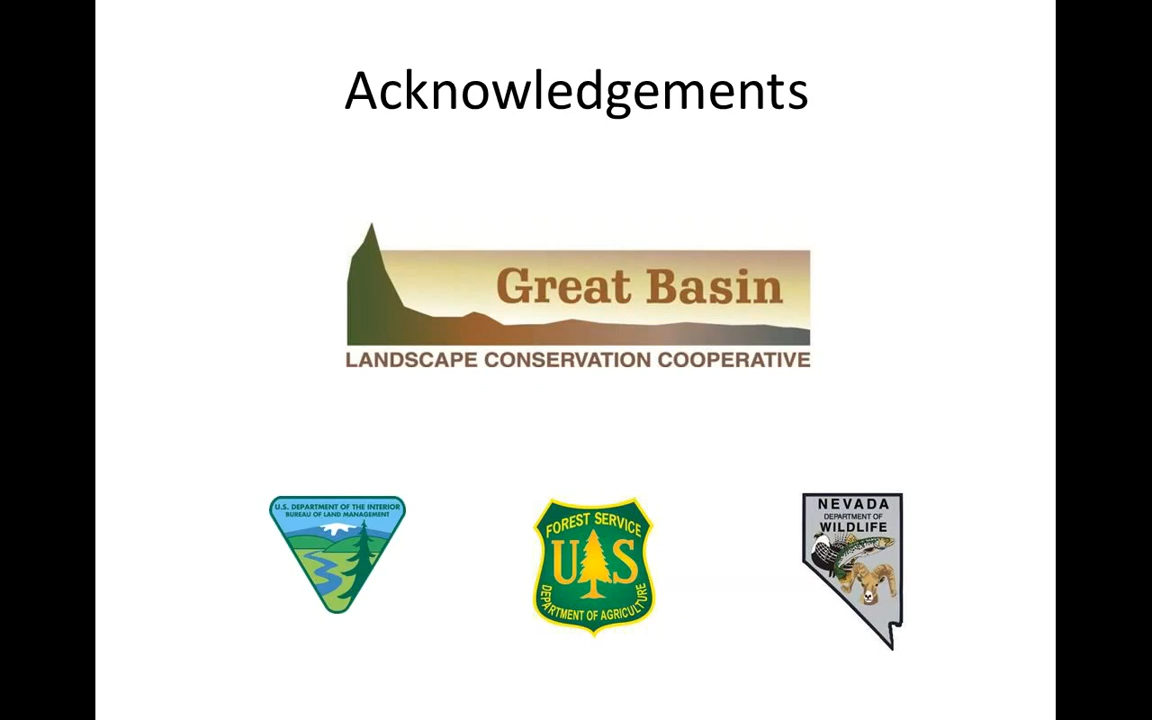 Acknowledgements
Great Basin
LANDSCAPE CONSERVATION COOPERATIVE
U.S. DEPARTMENT OF THE INTERIOR
BUREAU OF LAND MANAGEMENT
FOREST SERVICE
US
DEPARTMENT OF AGRICULTURE
NEVADA
DEPARTMENT OF
WILDLIFE